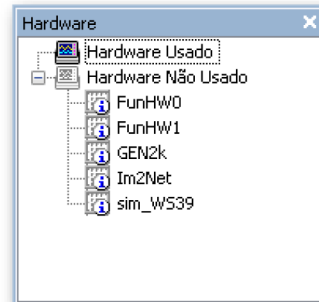 Hardware
Hardware Usado
Hardware Não Usado
FunHW0
FunHW1
GEN2k
Im2Net
sim_WS39